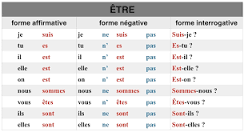 ÊTRE
forme affirmative forme négative forme interrogative
je suis je ne suis pas Suis-je ?
tu es tu n' es pas Es-tu ?
il est il n' est pas Est-il ?
elle est elle n' est pas Est-elle ?
on est on n' est pas Est-on ?
nous sommes nous ne sommes pas Sommes-nous ?
vous êtes vous n' êtes pas Êtes-vous ?
ils sont ils ne sont pas Sont-ils ?
elles sont elles ne sont pas Sont-elles ?